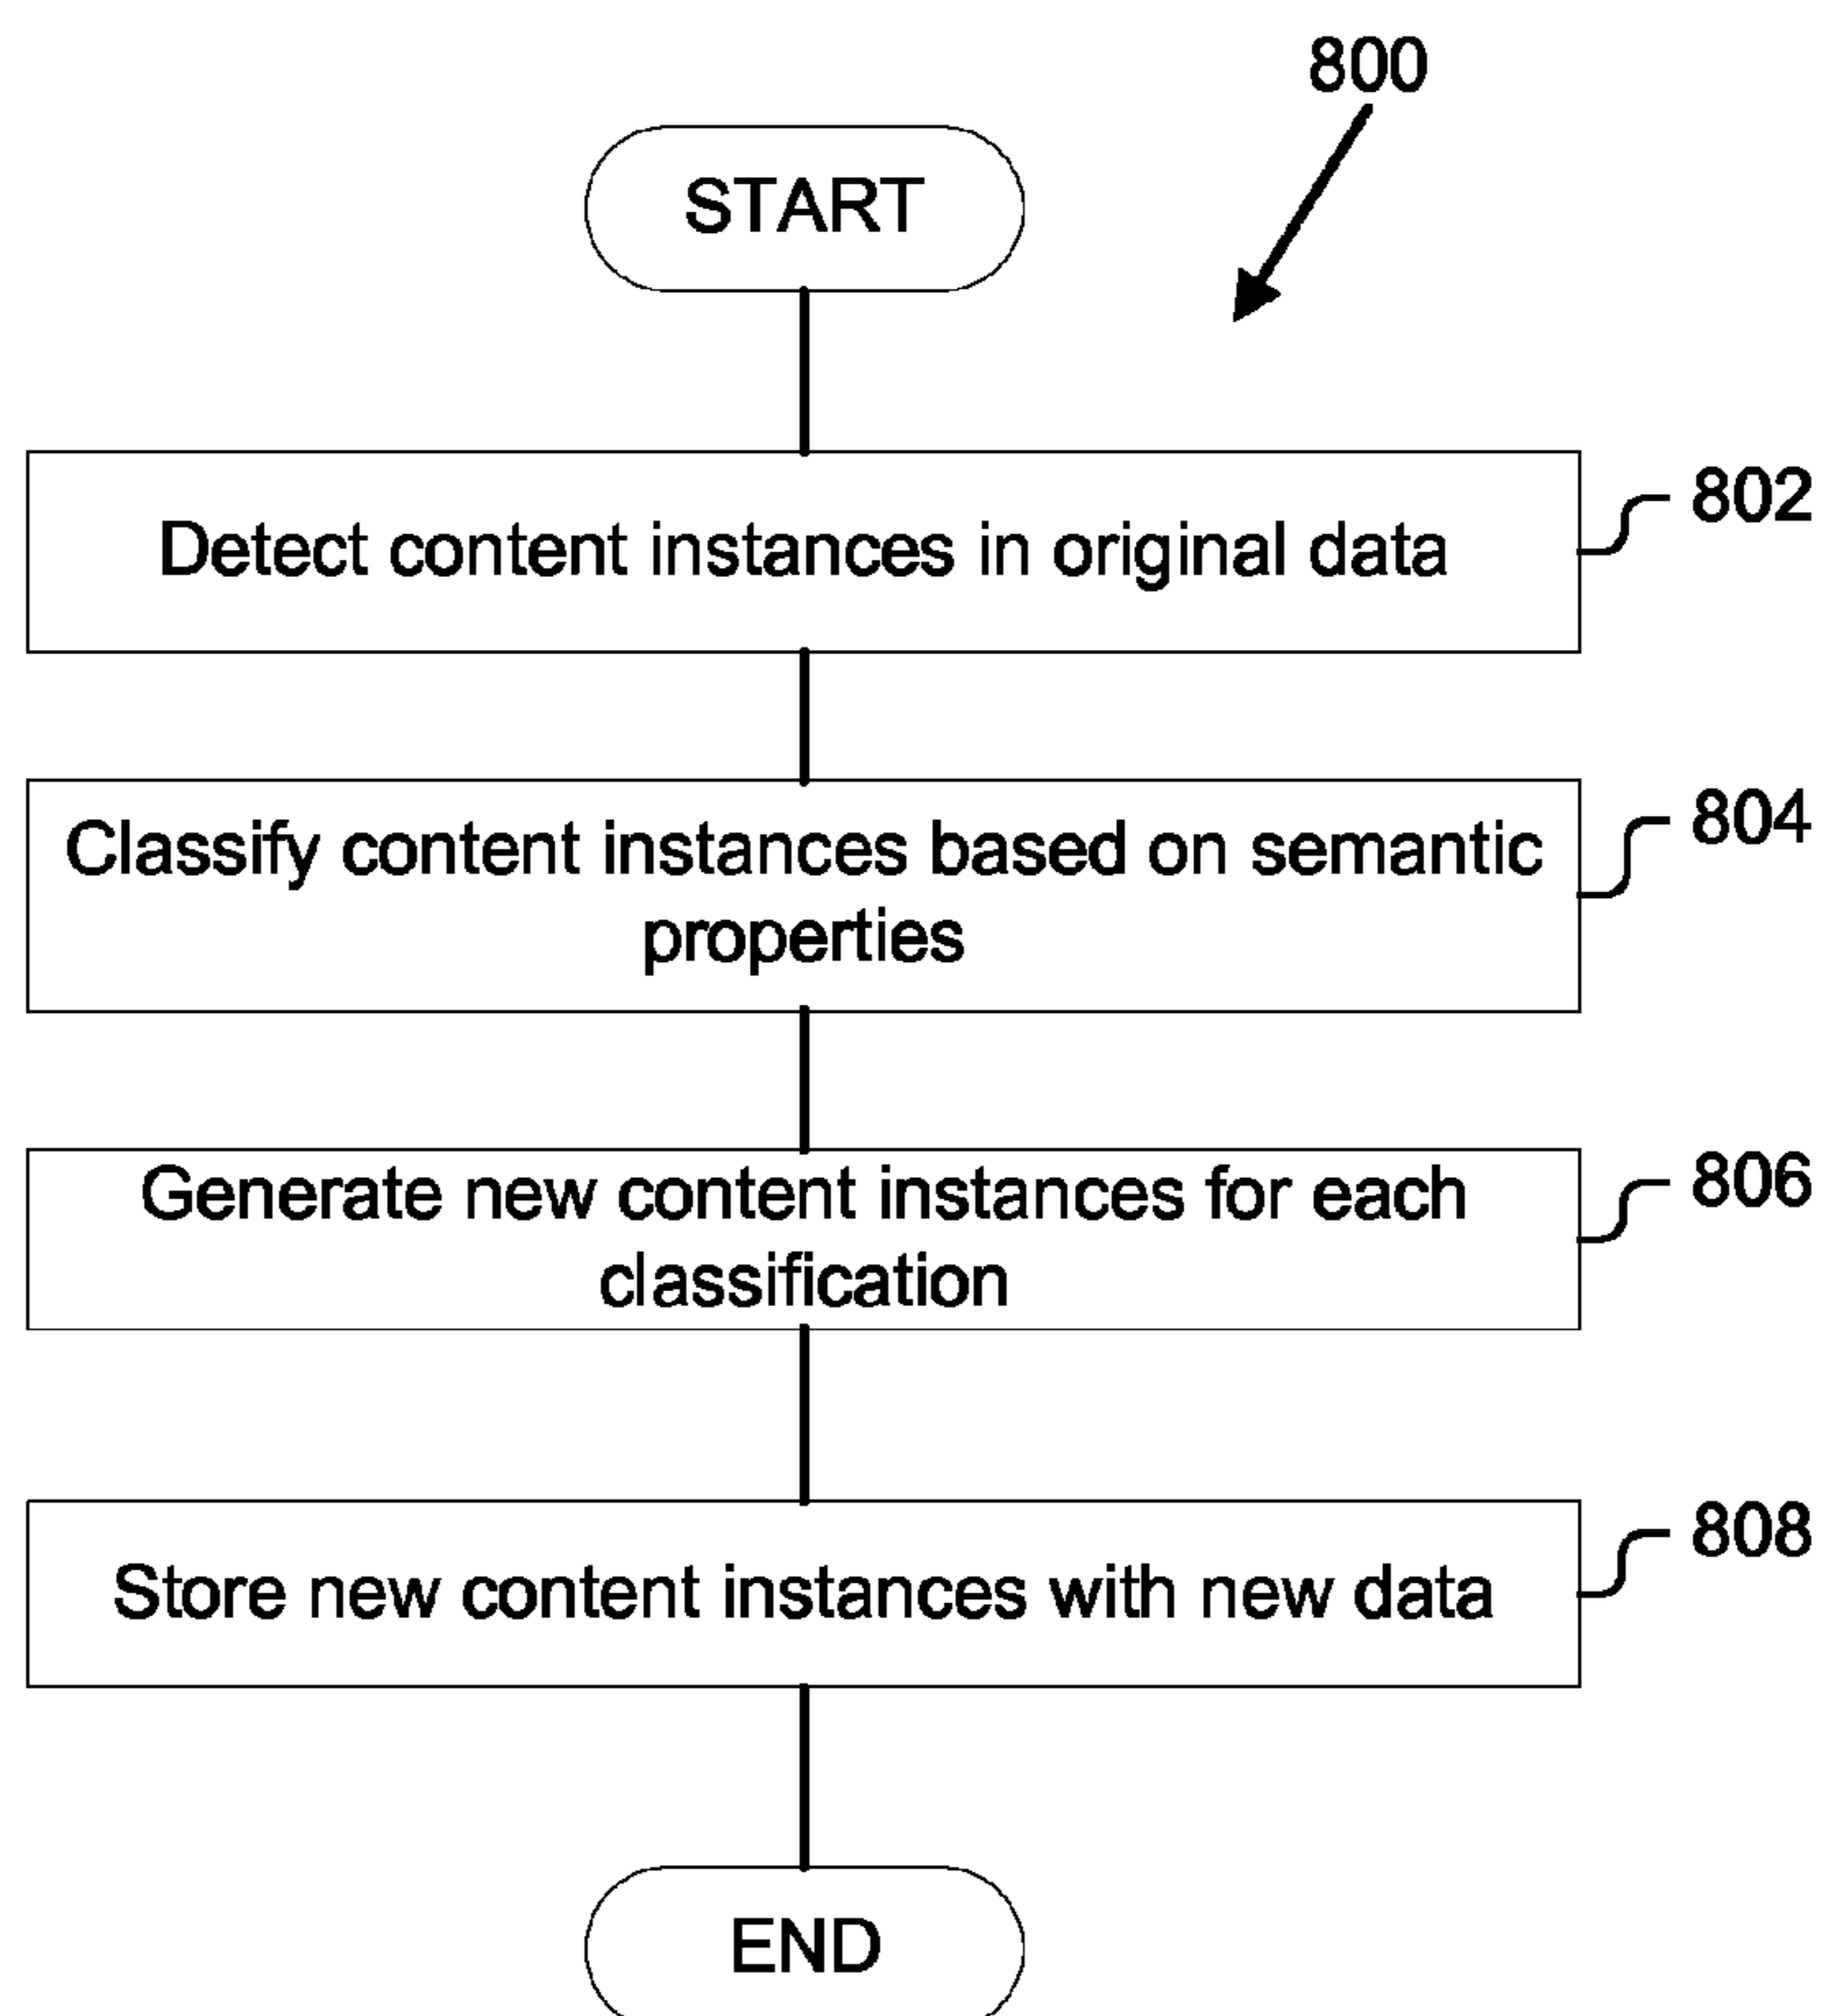 800
START
Detect content instances in original data
802
Classify content instances based on semantic
properties
804
Generate new content instances for each
classification
806
Store new content instances with new data
808
END